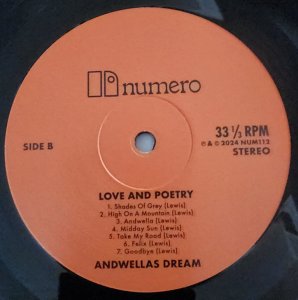 numero
SIDE B
33 1/3 RPM
℗ & © 2024 NUM112
STEREO
LOVE AND POETRY
1. Shades Of Grey (Lewis)
2. High On A Mountain (Lewis)
3. Andwella (Lewis)
4. Midday Sun (Lewis)
5. Take My Road (Lewis)
6. Felix (Lewis)
7. Goodbye (Lewis)
ANDWELLAS DREAM